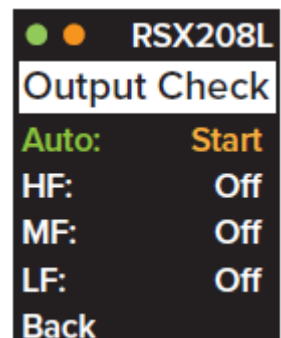 RSX208L
Output Check
Auto: Start
HF: Off
MF: Off
LF: Off
Back